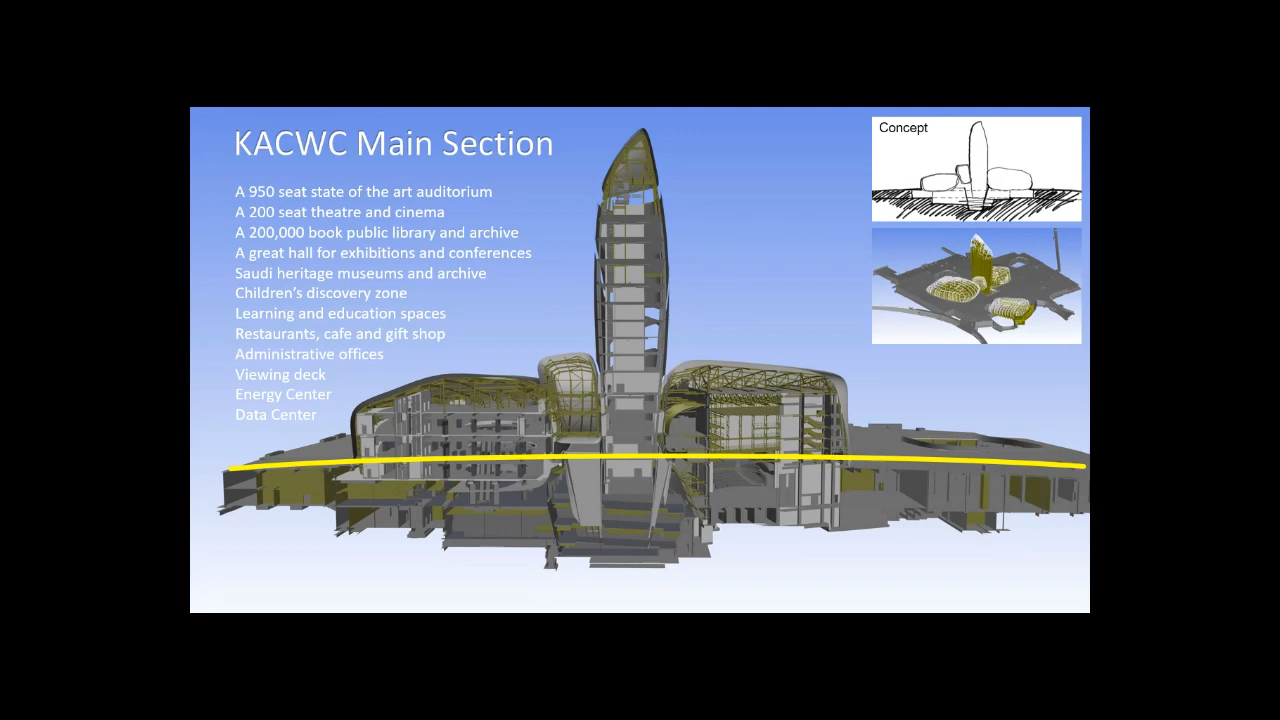 KACWC Main Section
A 950 seat state of the art auditorium
A 200 seat theatre and cinema
A 200,000 book public library and archive
A great hall for exhibitions and conferences
Saudi heritage museums and archive
Children’s discovery zone
Learning and education spaces
Restaurants, cafe and gift shop
Administrative offices
Viewing deck
Energy Center
Data Center
Concept